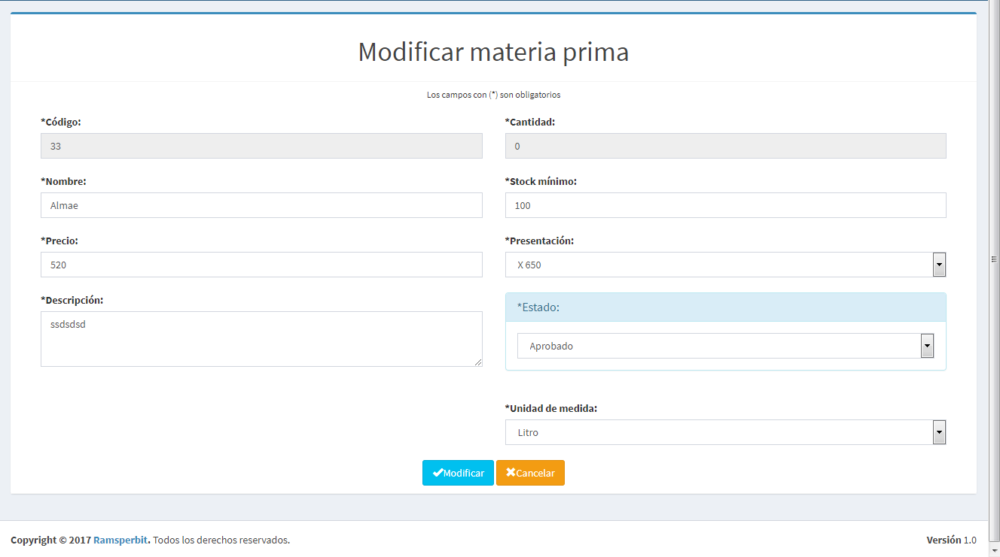 Modificar materia prima
Los campos con (*) son obligatorios
*Código:
33
*Cantidad:
0
*Nombre:
Almae
*Stock mínimo:
100
*Precio:
520
*Presentación:
X 650
*Descripción:
ssdsdsd
*Estado:
Aprobado
*Unidad de medida:
Litro
Modificar
Cancelar
Copyright © 2017 Ramsperbit. Todos los derechos reservados.
Versión 1.0